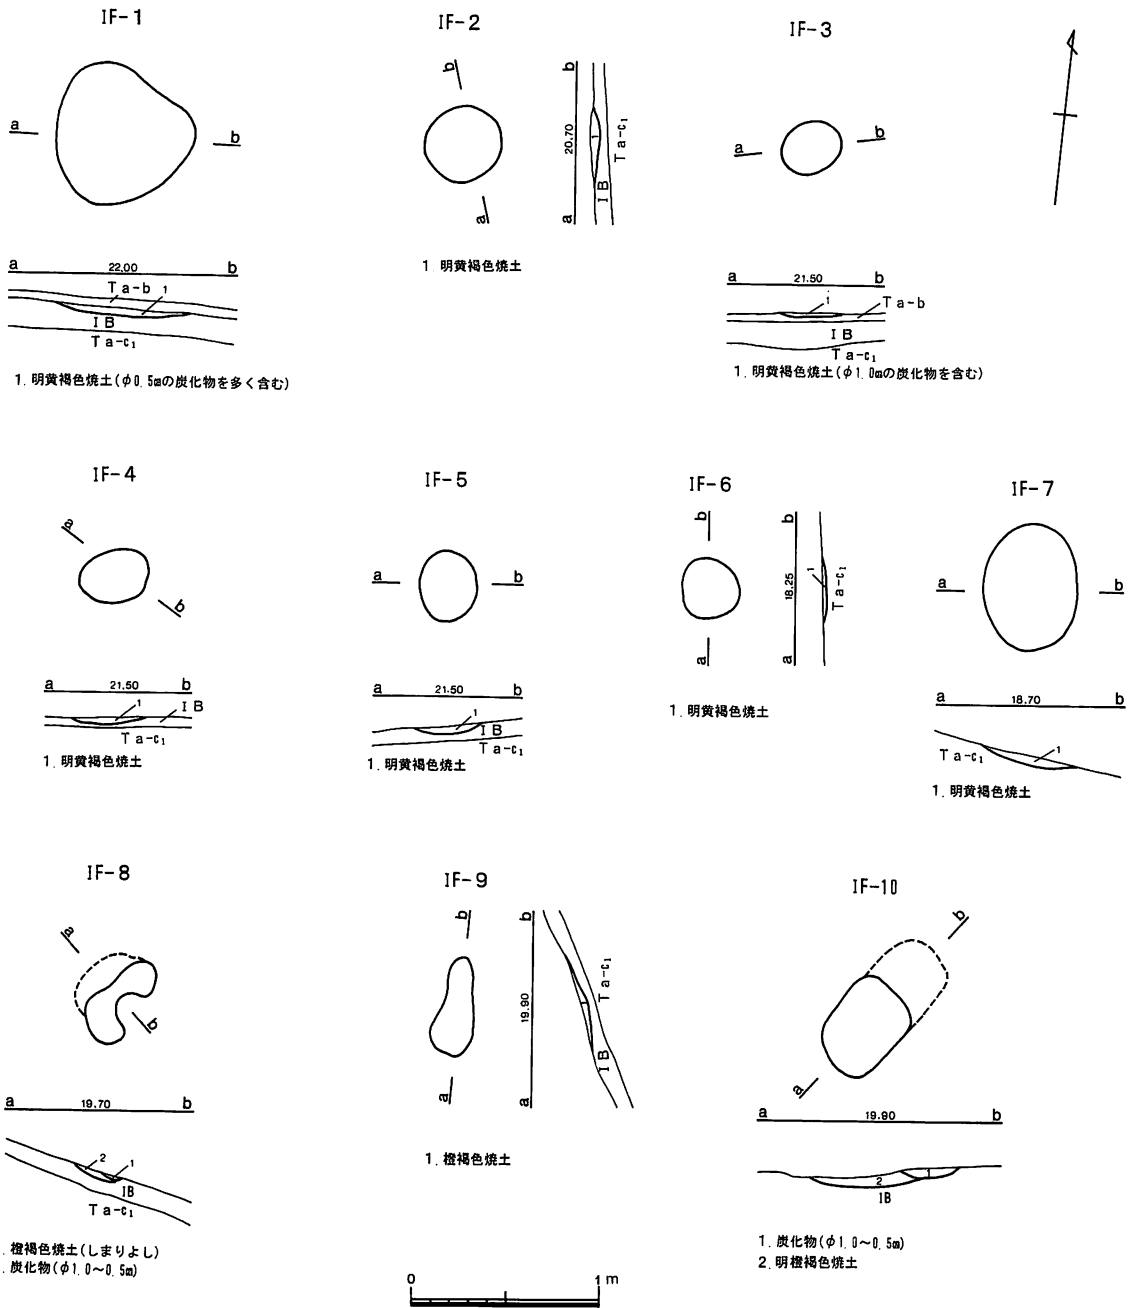 IF-1
a
b
a 22.00 b
Ta-b 1
IB
Ta-c₁
1. 明黄褐色焼土(φ0.5㎝の炭化物を多く含む)
IF-2
b
a
b
20.70
a
1
IB
Ta-c₁
1 明黄褐色焼土
IF-3
a
b
a 21.50 b
1
Ta-b
IB
Ta-c₁
1. 明黄褐色焼土(φ1.0㎝の炭化物を含む)
IF-4
a
b
a 21.50 b
1
IB
Ta-c₁
1. 明黄褐色焼土
IF-5
a
b
a 21.50 b
1
IB
Ta-c₁
1. 明黄褐色焼土
IF-6
b
a
b
18.25
a
1
Ta-c₁
1. 明黄褐色焼土
IF-7
a
b
a 18.70 b
1
Ta-c₁
1. 明黄褐色焼土
IF-8
a
b
a 19.70 b
2
1
IB
Ta-c₁
. 橙褐色焼土(しまりよし)
. 炭化物(φ1.0~0.5㎝)
IF-9
b
a
b
19.90
a
1
IB
Ta-c₁
1. 橙褐色焼土
IF-10
b
a
a 19.90 b
1
2
IB
1. 炭化物(φ1.0~0.5㎝)
2. 明橙褐色焼土
0 1m